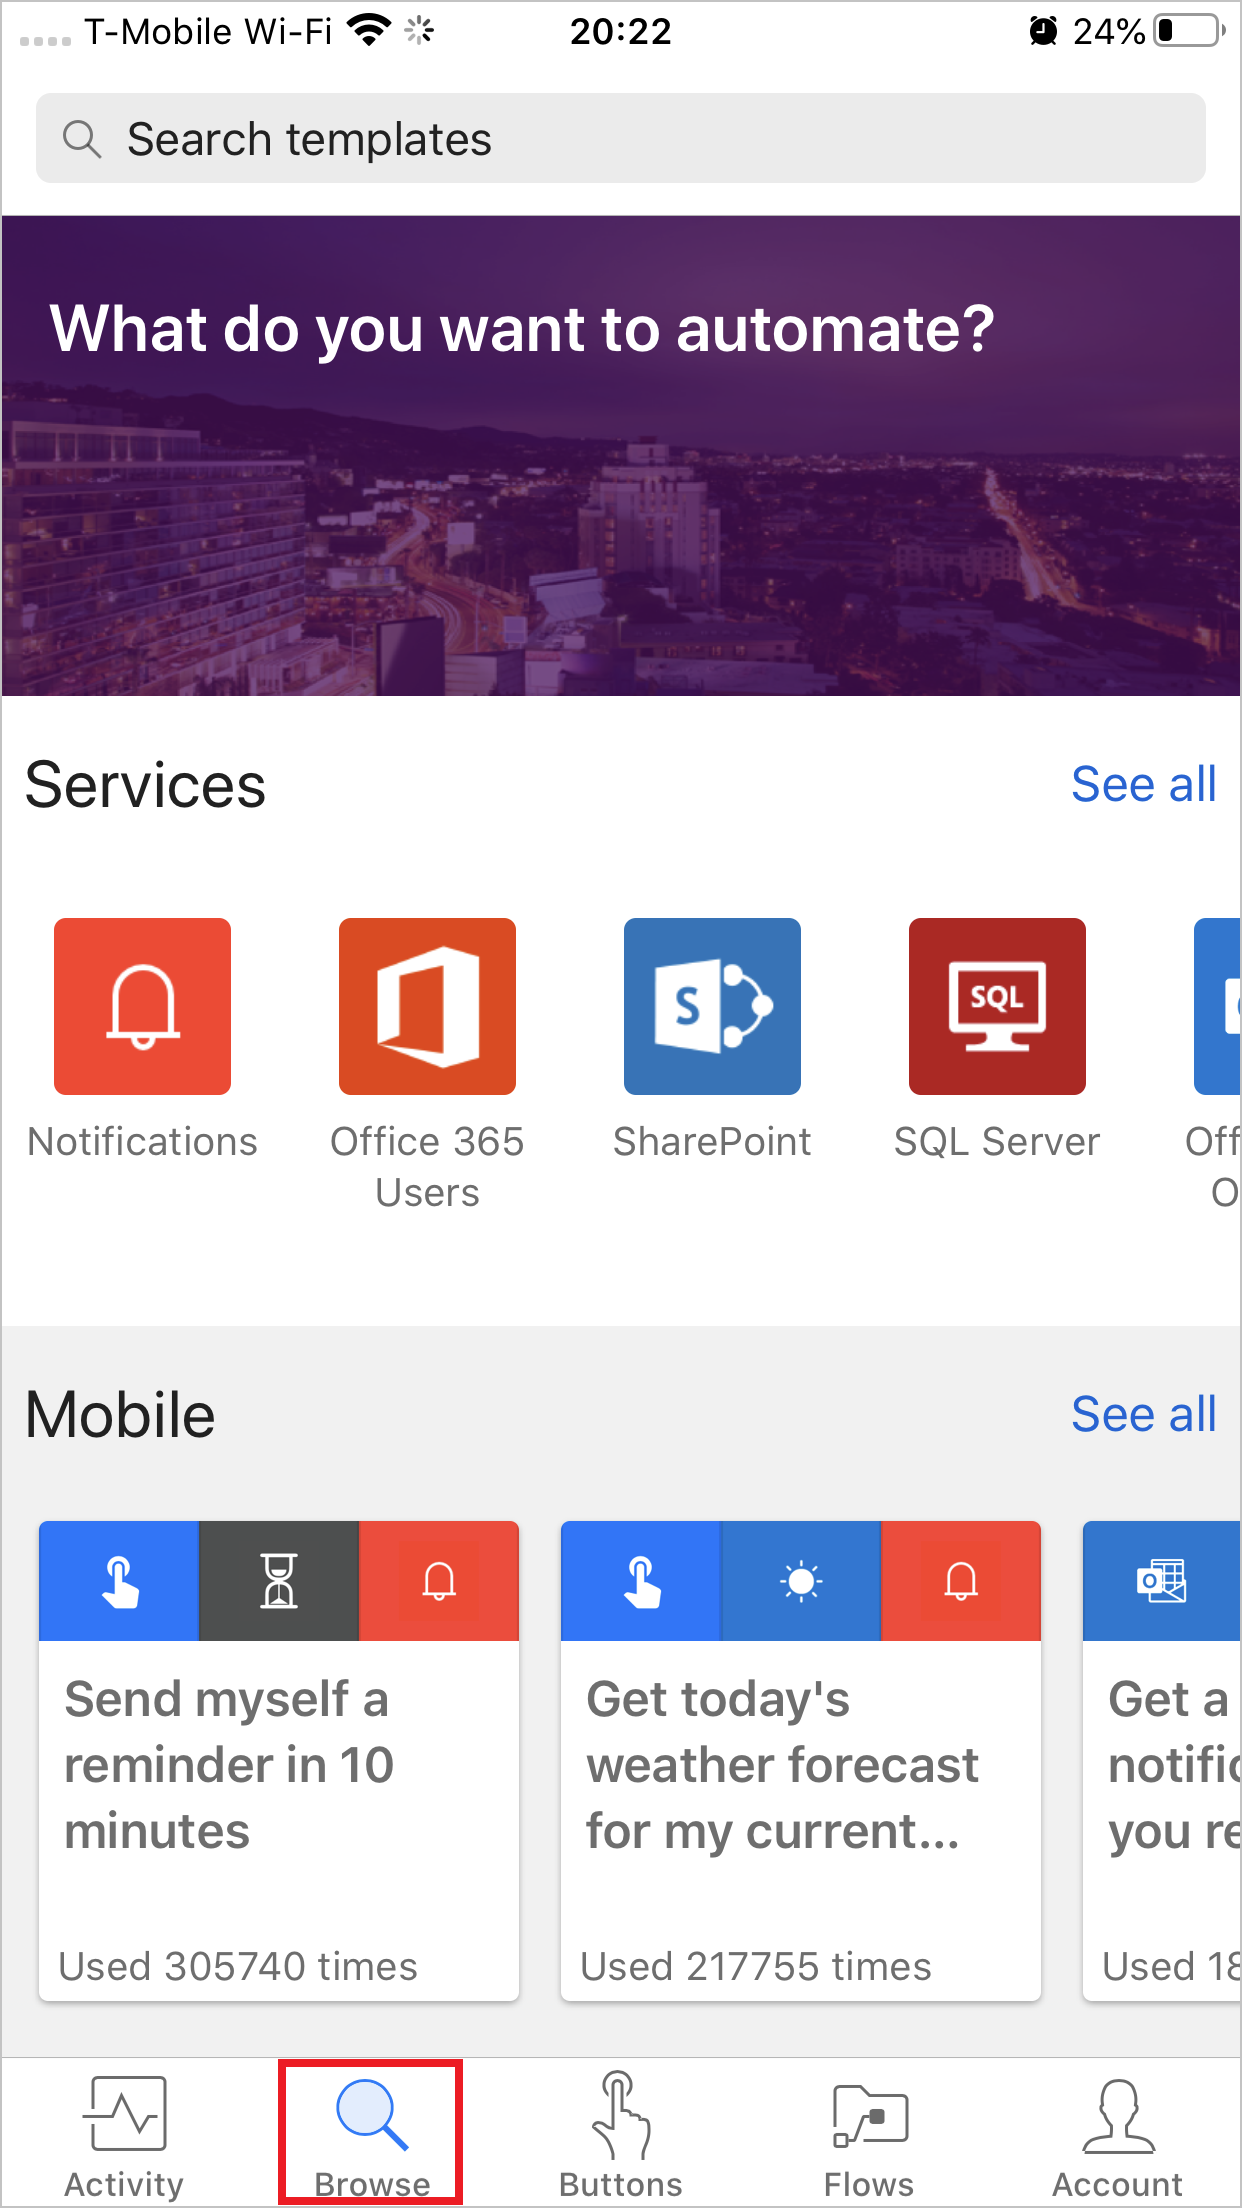 T-Mobile Wi-Fi 20:22 24%
Search templates
What do you want to automate?
Services See all
S SQL
Notifications Office 365 SharePoint SQL Server Off
Users O
Mobile See all
Send myself a Get today's Get a
reminder in 10 weather forecast notific
minutes for my current... you re
Used 305740 times Used 217755 times Used 18
Activity Browse Buttons Flows Account